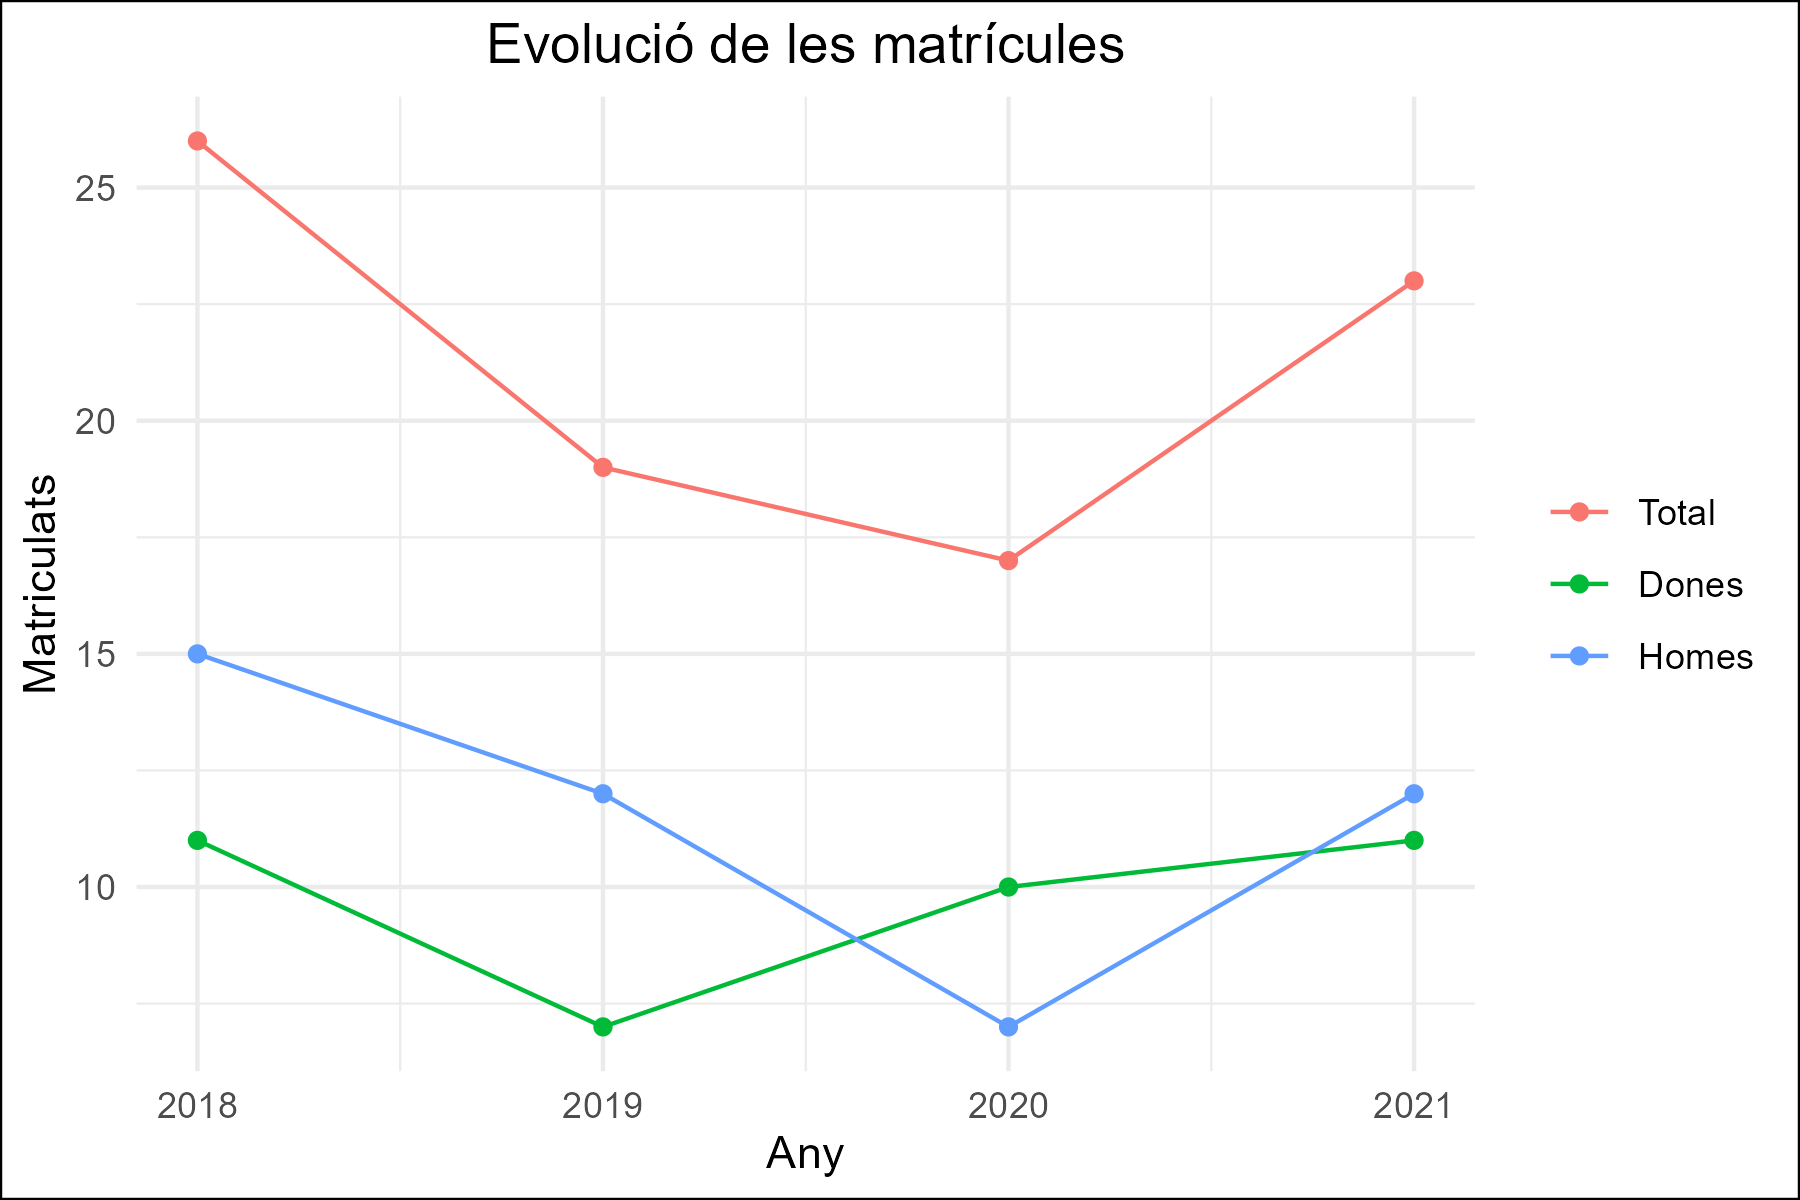 Evolució de les matrícules
25
20
15
10
Matriculats
2018 2019 2020 2021
Any
Total
Dones
Homes